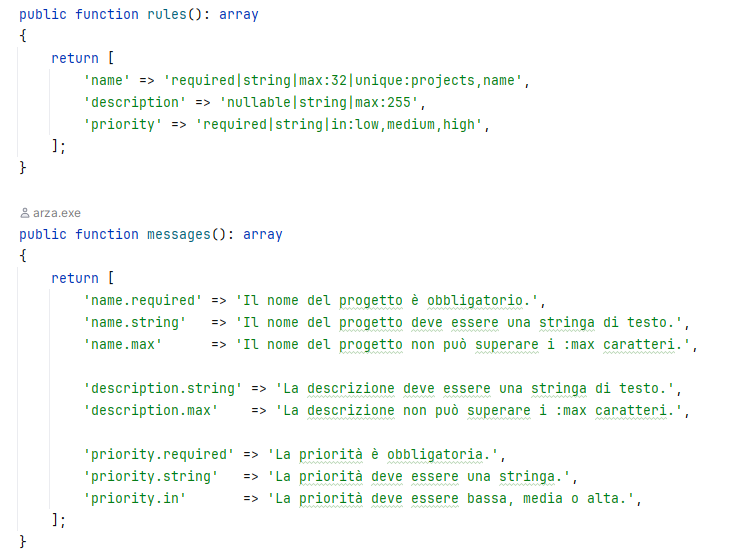 public function rules(): array
{
    return [
        'name' => 'required|string|max:32|unique:projects,name',
        'description' => 'nullable|string|max:255',
        'priority' => 'required|string|in:low,medium,high',
    ];
}
arza.exe
public function messages(): array
{
    return [
        'name.required' => 'Il nome del progetto è obbligatorio.',
        'name.string'   => 'Il nome del progetto deve essere una stringa di testo.',
        'name.max'      => 'Il nome del progetto non può superare i :max caratteri.',
        'description.string' => 'La descrizione deve essere una stringa di testo.',
        'description.max'    => 'La descrizione non può superare i :max caratteri.',
        'priority.required' => 'La priorità è obbligatoria.',
        'priority.string'   => 'La priorità deve essere una stringa.',
        'priority.in'       => 'La priorità deve essere bassa, media o alta.',
    ];
}